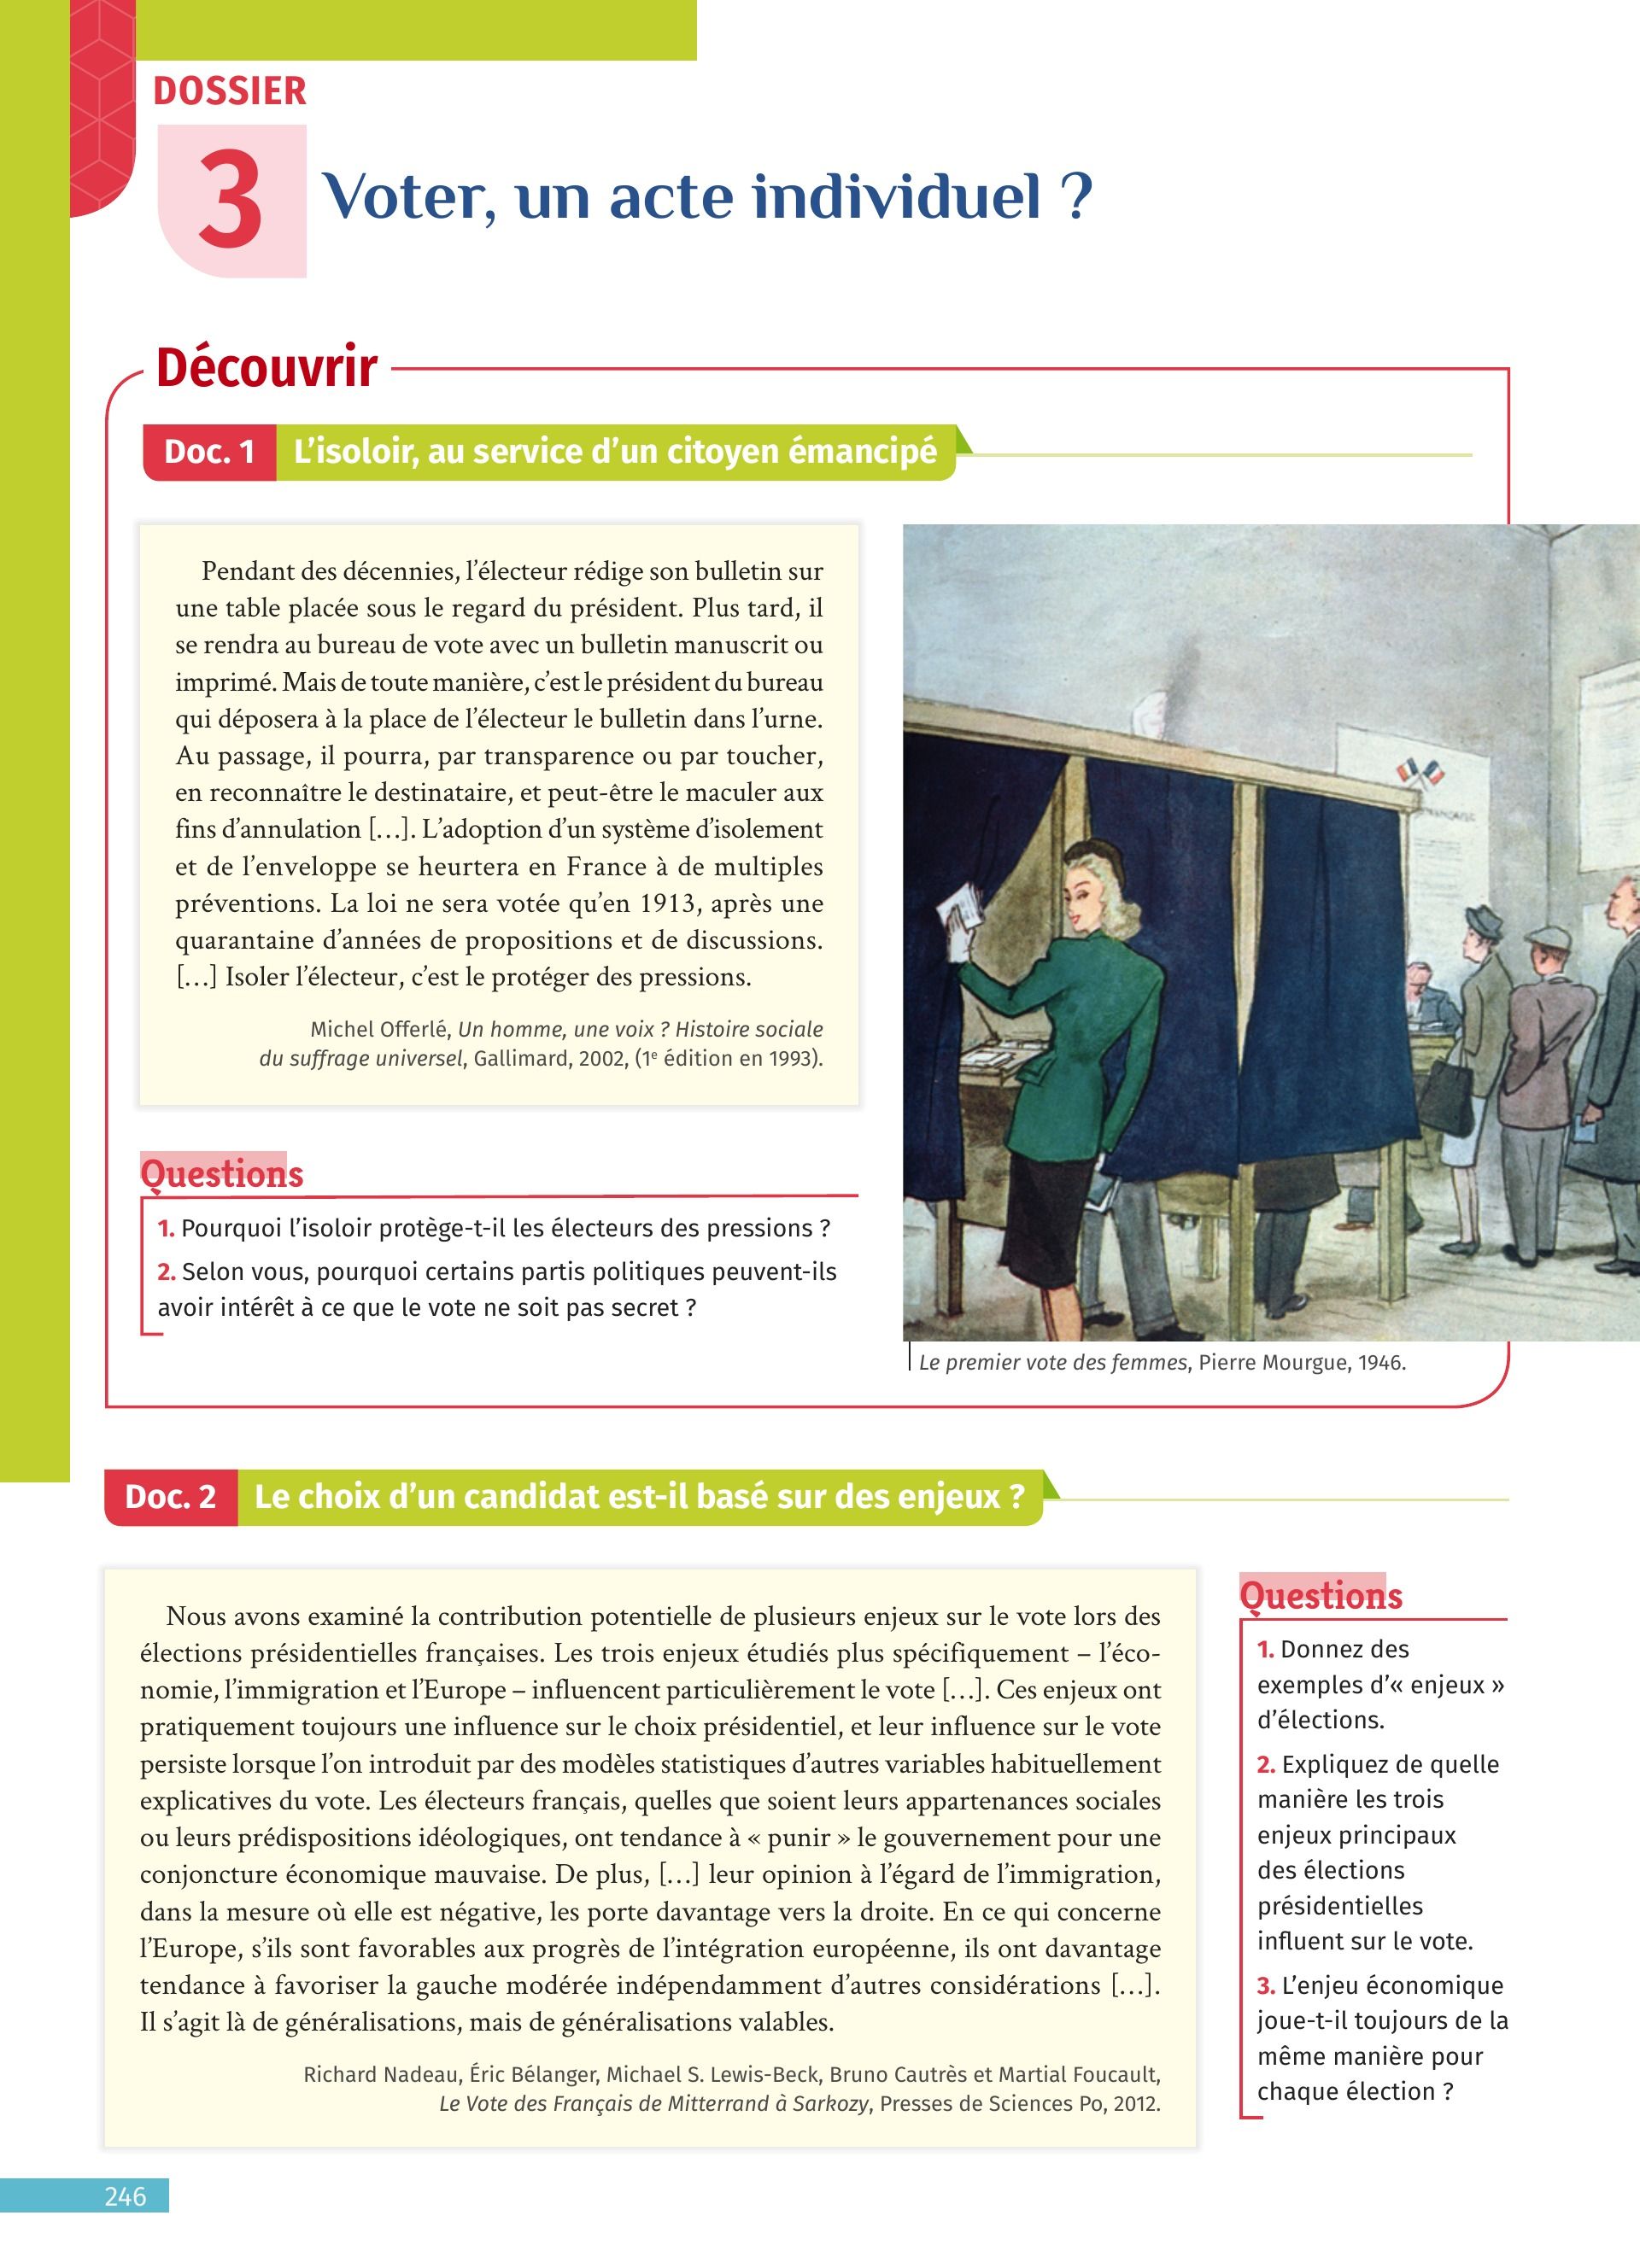 DOSSIER
3
Voter, un acte individuel ?
Découvrir
Doc. 1 L’isoloir, au service d’un citoyen émancipé
Pendant des décennies, l’électeur rédige son bulletin sur
une table placée sous le regard du président. Plus tard, il
se rendra au bureau de vote avec un bulletin manuscrit ou
imprimé. Mais de toute manière, c’est le président du bureau
qui déposera à la place de l’électeur le bulletin dans l’urne.
Au passage, il pourra, par transparence ou par toucher,
en reconnaître le destinataire, et peut-être le maculer aux
fins d’annulation […]. L’adoption d’un système d’isolement
et de l’enveloppe se heurtera en France à de multiples
préventions. La loi ne sera votée qu’en 1913, après une
quarantaine d’années de propositions et de discussions.
[…] Isoler l’électeur, c’est le protéger des pressions.
Michel Offerlé, Un homme, une voix ? Histoire sociale
du suffrage universel, Gallimard, 2002, (1e édition en 1993).
Questions
1. Pourquoi l’isoloir protège-t-il les électeurs des pressions ?
2. Selon vous, pourquoi certains partis politiques peuvent-ils
avoir intérêt à ce que le vote ne soit pas secret ?
Le premier vote des femmes, Pierre Mourgue, 1946.
Doc. 2 Le choix d’un candidat est-il basé sur des enjeux ?
Nous avons examiné la contribution potentielle de plusieurs enjeux sur le vote lors des
élections présidentielles françaises. Les trois enjeux étudiés plus spécifiquement – l’éco-
nomie, l’immigration et l’Europe – influencent particulièrement le vote […]. Ces enjeux ont
pratiquement toujours une influence sur le choix présidentiel, et leur influence sur le vote
persiste lorsque l’on introduit par des modèles statistiques d’autres variables habituellement
explicatives du vote. Les électeurs français, quelles que soient leurs appartenances sociales
ou leurs prédispositions idéologiques, ont tendance à « punir » le gouvernement pour une
conjoncture économique mauvaise. De plus, […] leur opinion à l’égard de l’immigration,
dans la mesure où elle est négative, les porte davantage vers la droite. En ce qui concerne
l’Europe, s’ils sont favorables aux progrès de l’intégration européenne, ils ont davantage
tendance à favoriser la gauche modérée indépendamment d’autres considérations […].
Il s’agit là de généralisations, mais de généralisations valables.
Richard Nadeau, Éric Bélanger, Michael S. Lewis-Beck, Bruno Cautrès et Martial Foucault,
Le Vote des Français de Mitterrand à Sarkozy, Presses de Sciences Po, 2012.
Questions
1. Donnez des
exemples d’« enjeux »
d’élections.
2. Expliquez de quelle
manière les trois
enjeux principaux
des élections
présidentielles
influent sur le vote.
3. L’enjeu économique
joue-t-il toujours de la
même manière pour
chaque élection ?
246